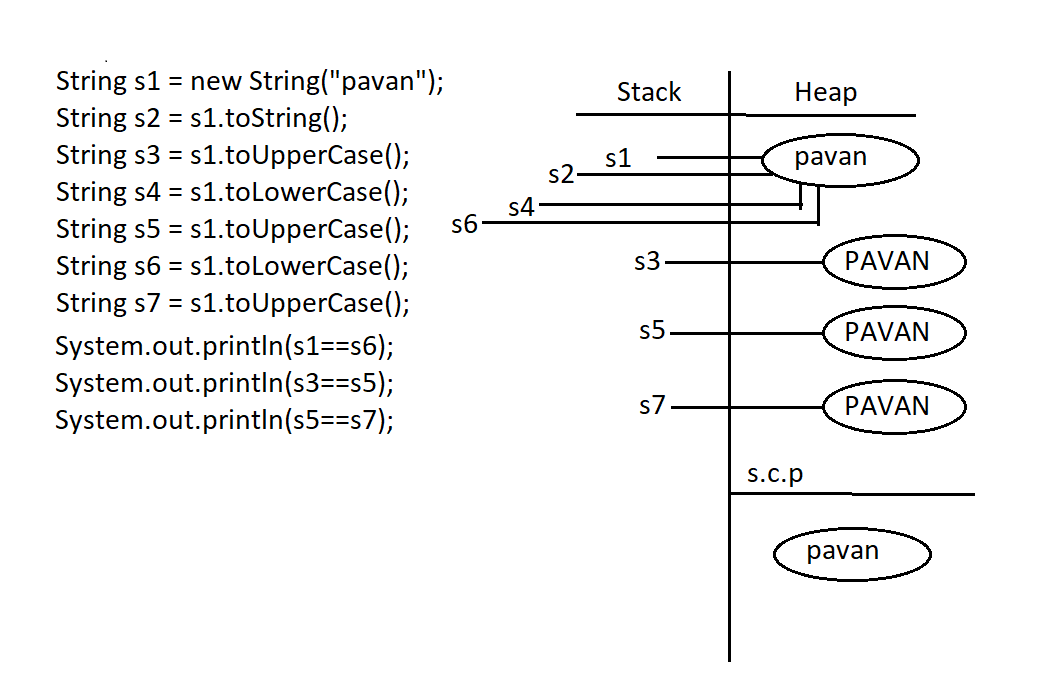 String s1 = new String("pavan");
String s2 = s1.toString();
String s3 = s1.toUpperCase();
String s4 = s1.toLowerCase();
String s5 = s1.toUpperCase();
String s6 = s1.toLowerCase();
String s7 = s1.toUpperCase();
System.out.println(s1==s6);
System.out.println(s3==s5);
System.out.println(s5==s7);
Stack Heap
s1 pavan
s2
s4
s6
s3 PAVAN
s5 PAVAN
s7 PAVAN
s.c.p
pavan